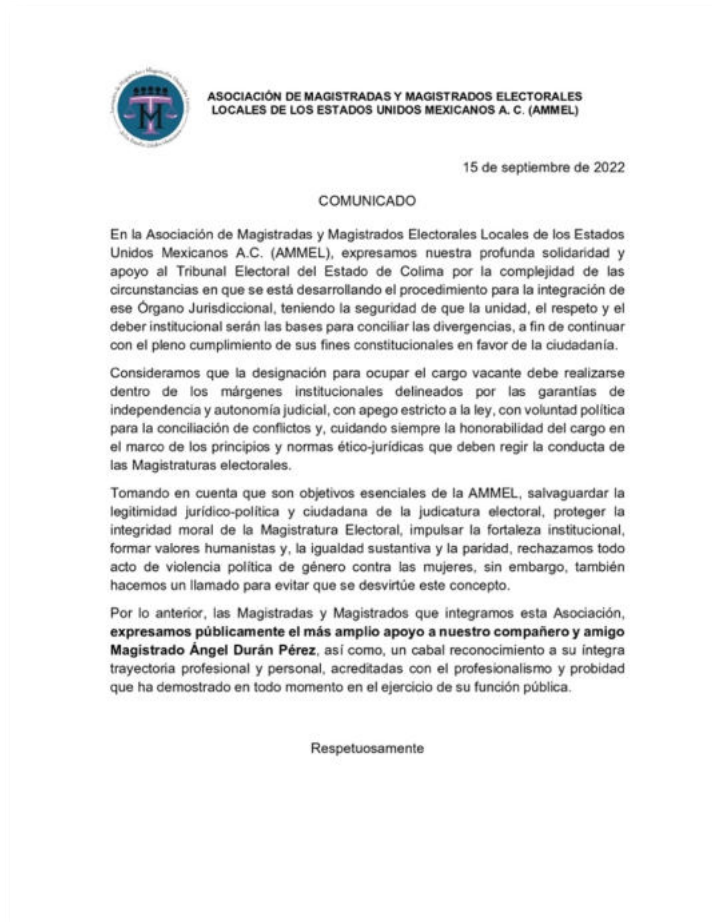 ASOCIACIÓN DE MAGISTRADAS Y MAGISTRADOS ELECTORALES
LOCALES DE LOS ESTADOS UNIDOS MEXICANOS A. C. (AMMEL)
15 de septiembre de 2022
COMUNICADO
En la Asociación de Magistradas y Magistrados Electorales Locales de los Estados
Unidos Mexicanos A.C. (AMMEL), expresamos nuestra profunda solidaridad y
apoyo al Tribunal Electoral del Estado de Colima por la complejidad de las
circunstancias en que se está desarrollando el procedimiento para la integración de
ese Órgano Jurisdiccional, teniendo la seguridad de que la unidad, el respeto y el
deber institucional serán las bases para conciliar las divergencias, a fin de continuar
con el pleno cumplimiento de sus fines constitucionales en favor de la ciudadanía.
Consideramos que la designación para ocupar el cargo vacante debe realizarse
dentro de los márgenes institucionales delineados por las garantías de
independencia y autonomía judicial, con apego estricto a la ley, con voluntad política
para la conciliación de conflictos y, cuidando siempre la honorabilidad del cargo en
el marco de los principios y normas ético-jurídicas que deben regir la conducta de
las Magistraturas electorales.
Tomando en cuenta que son objetivos esenciales de la AMMEL, salvaguardar la
legitimidad jurídico-política y ciudadana de la judicatura electoral, proteger la
integridad moral de la Magistratura Electoral, impulsar la fortaleza institucional,
formar valores humanistas y, la igualdad sustantiva y la paridad, rechazamos todo
acto de violencia política de género contra las mujeres, sin embargo, también
hacemos un llamado para evitar que se desvirtúe este concepto.
Por lo anterior, las Magistradas y Magistrados que integramos esta Asociación,
expresamos públicamente el más amplio apoyo a nuestro compañero y amigo
Magistrado Ángel Durán Pérez, así como, un cabal reconocimiento a su íntegra
trayectoria profesional y personal, acreditadas con el profesionalismo y probidad
que ha demostrado en todo momento en el ejercicio de su función pública.
Respetuosamente